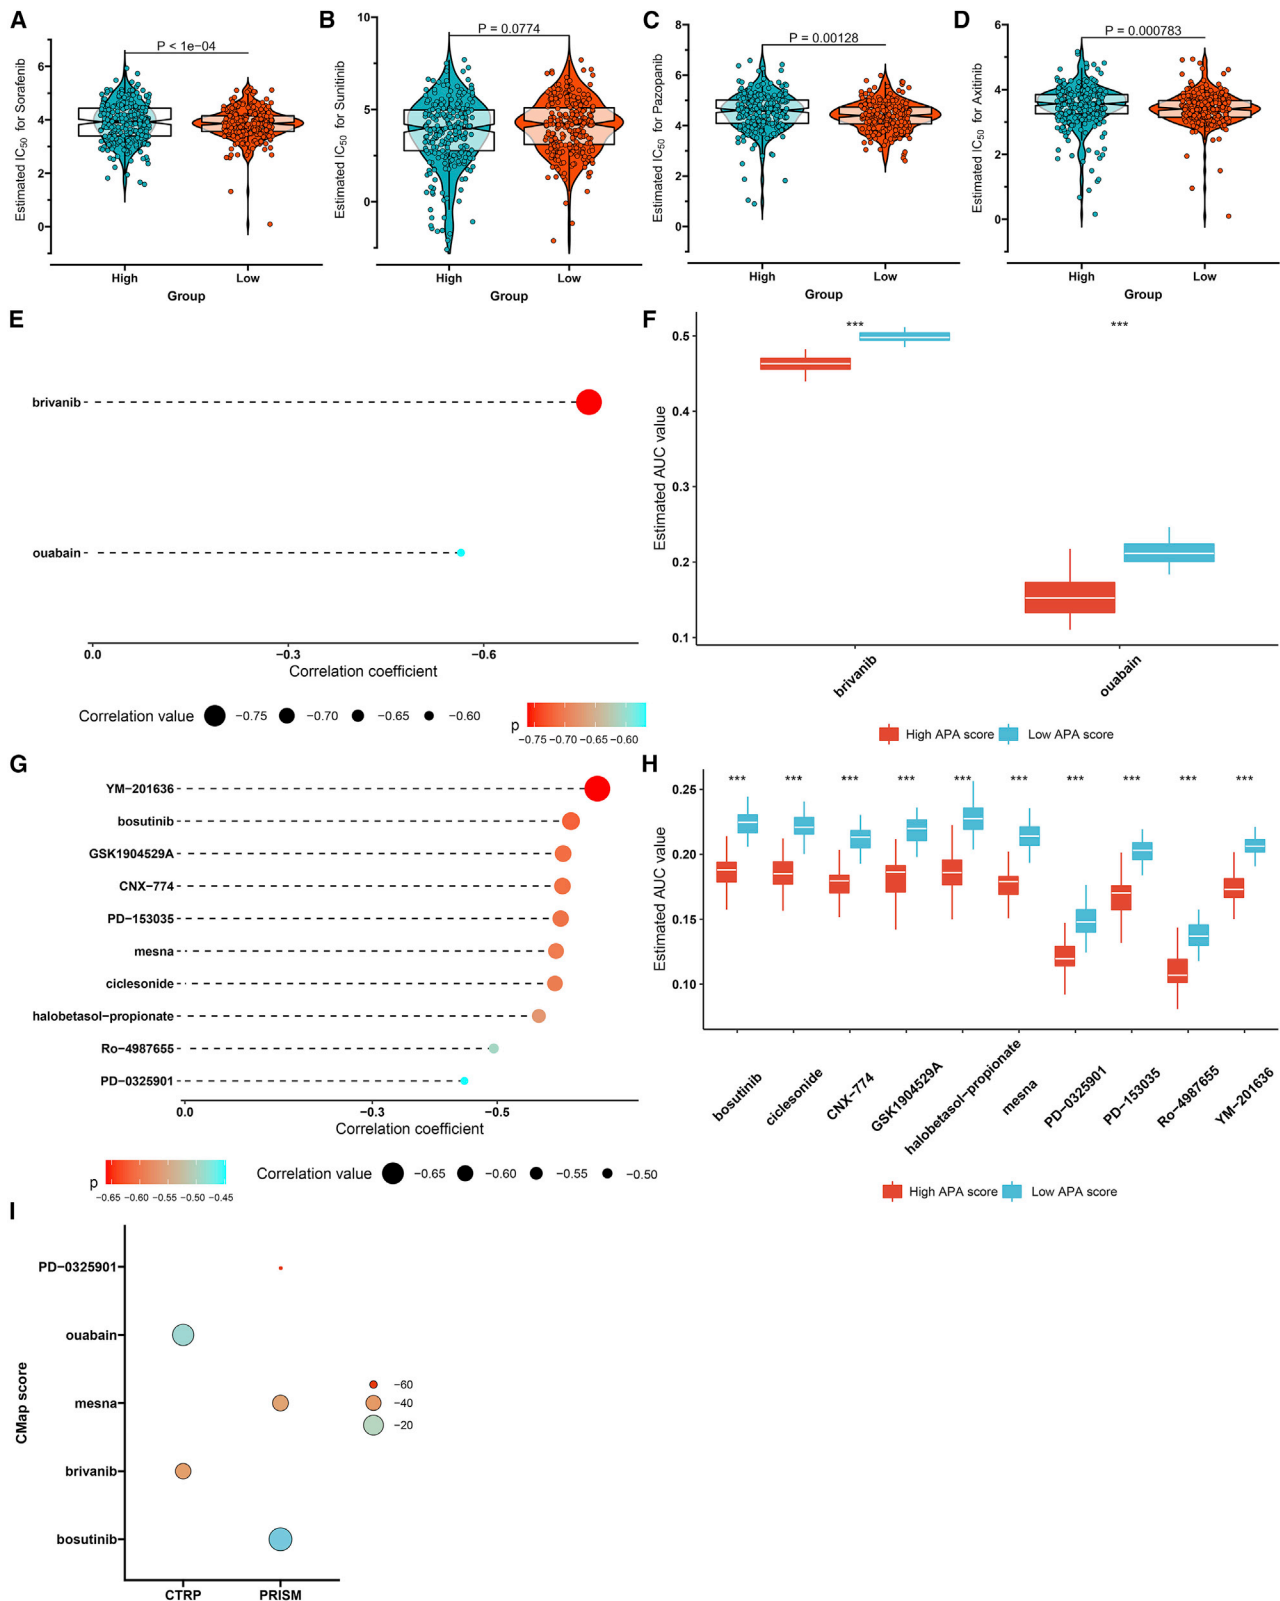 A
P < 1e−04
Estimated IC50 for Sorafenib
6
4
2
0
High
Low
Group
B
P = 0.0774
Estimated IC50 for Sunitinib
10
5
0
High
Low
Group
C
P = 0.00128
Estimated IC50 for Pazopanib
8
6
4
2
0
High
Low
Group
D
P = 0.000783
Estimated IC50 for Axitinib
6
4
2
0
High
Low
Group
E
brivanib
ouabain
0.0 −0.3 −0.6
Correlation coefficient
Correlation value −0.75 −0.70 −0.65 −0.60
p
−0.75 −0.70 −0.65 −0.60
F
*** ***
Estimated AUC value
0.5
0.4
0.3
0.2
0.1
brivanib
ouabain
High APA score Low APA score
G
YM−201636
bosutinib
GSK1904529A
CNX−774
PD−153035
mesna
ciclesonide
halobetasol−propionate
Ro−4987655
PD−0325901
0.0 −0.3 −0.5
Correlation coefficient
p
−0.65 −0.60 −0.55 −0.50 −0.45
Correlation value −0.65 −0.60 −0.55 −0.50
H
*** *** *** *** *** *** *** *** *** ***
Estimated AUC value
0.25
0.20
0.15
0.10
bosutinib
ciclesonide
CNX−774
GSK1904529A
halobetasol−propionate
mesna
PD−0325901
PD−153035
Ro−4987655
YM−201636
High APA score Low APA score
I
CMap score
PD−0325901
ouabain
mesna
brivanib
bosutinib
CTRP
PRISM
−60
−40
−20